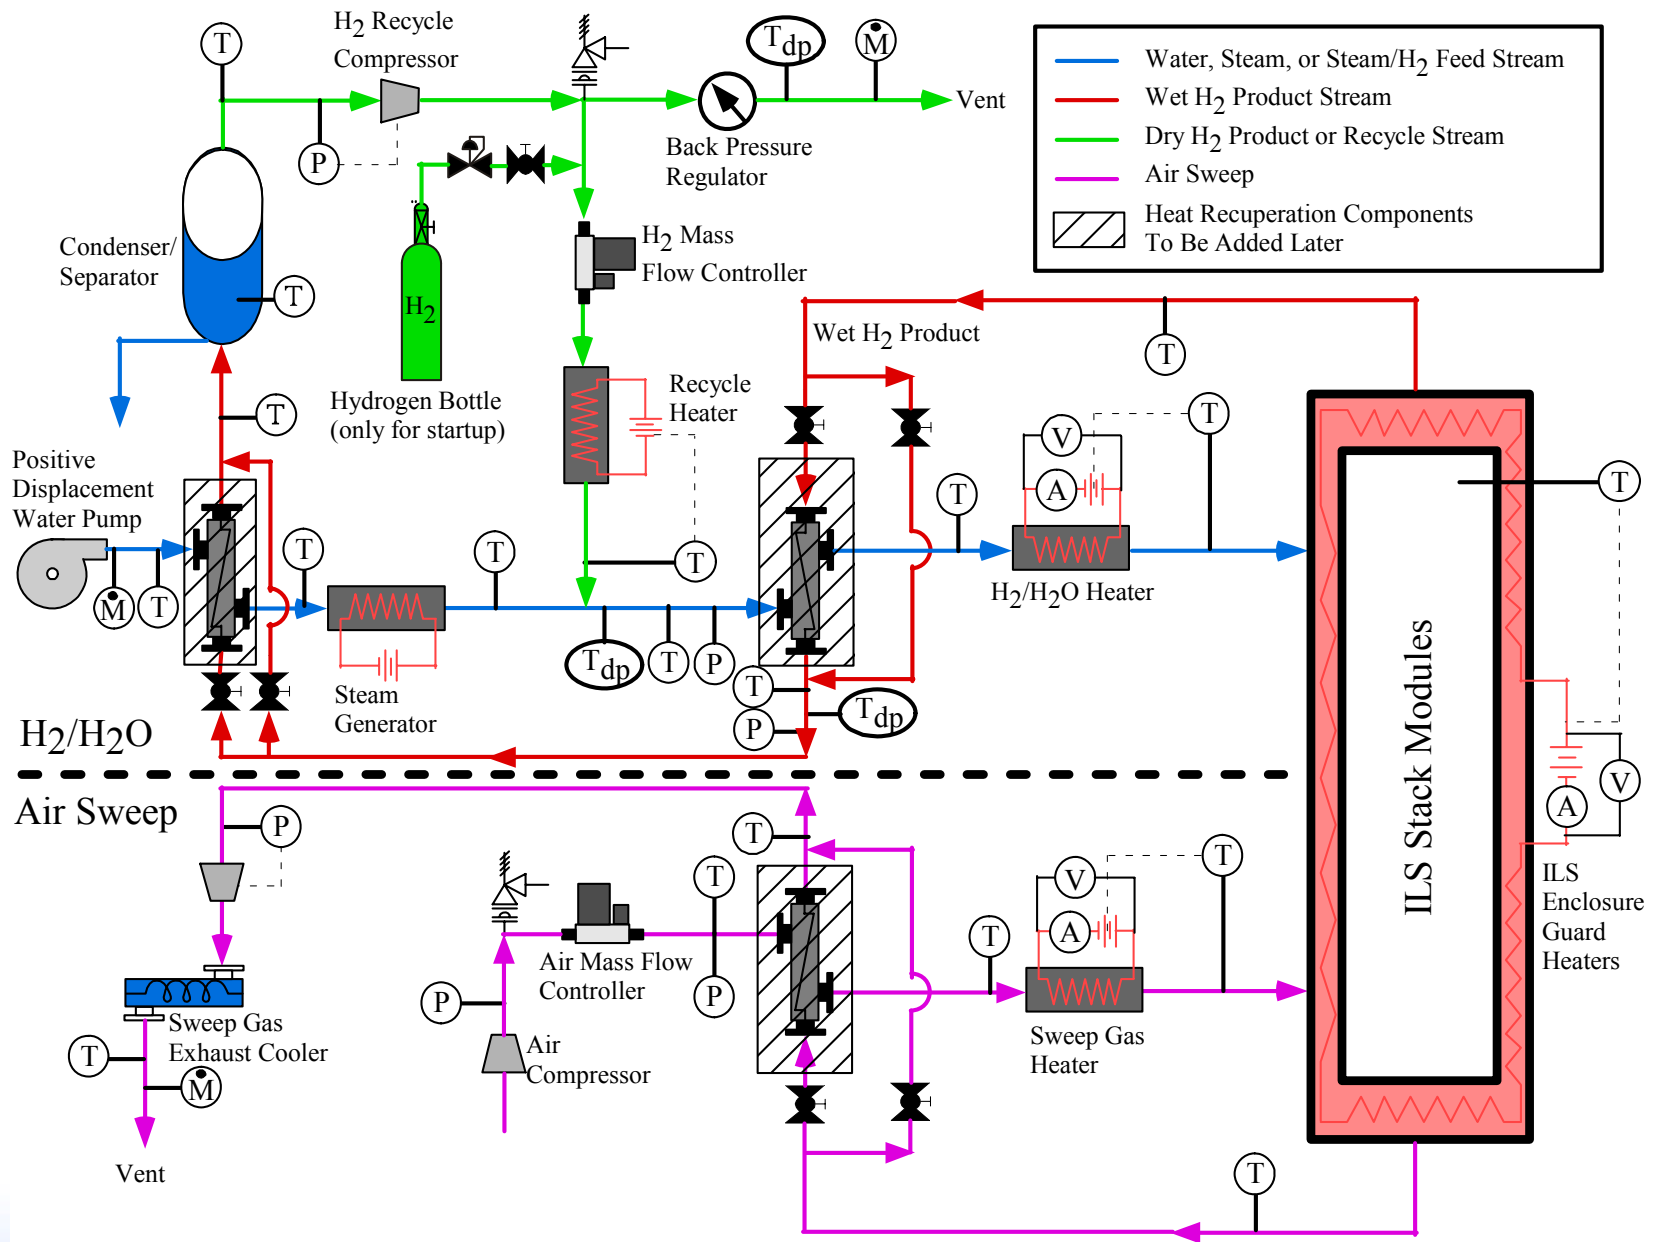 H2 Recycle
Compressor
T
Tdp
M
Vent
P
Back Pressure
Regulator
Water, Steam, or Steam/H2 Feed Stream
Wet H2 Product Stream
Dry H2 Product or Recycle Stream
Air Sweep
Heat Recuperation Components
To Be Added Later
Condenser/
Separator
T
H2
H2 Mass
Flow Controller
Hydrogen Bottle
(only for startup)
Recycle
Heater
Wet H2 Product
T
T
T
V
A
T
T
Positive
Displacement
Water Pump
M
T
T
T
T
T
H2/H2O Heater
Steam
Generator
Tdp
T
P
T
P
Tdp
H2/H2O
Air Sweep
ILS Stack Modules
V
A
ILS
Enclosure
Guard
Heaters
P
T
T
P
Air Mass Flow
Controller
P
Air
Compressor
T
V
A
T
Sweep Gas
Heater
Sweep Gas
Exhaust Cooler
T
M
Vent
T